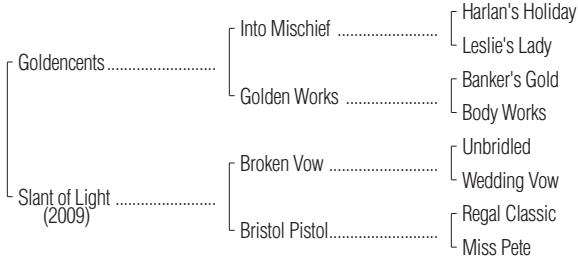 Harlan's Holiday
Into Mischief ........................
Leslie's Lady
Goldencents..........................
Banker's Gold
Golden Works ......................
Body Works
Unbridled
Broken Vow ..........................
Wedding Vow
Slant of Light ........................
(2009)
Regal Classic
Bristol Pistol..........................
Miss Pete